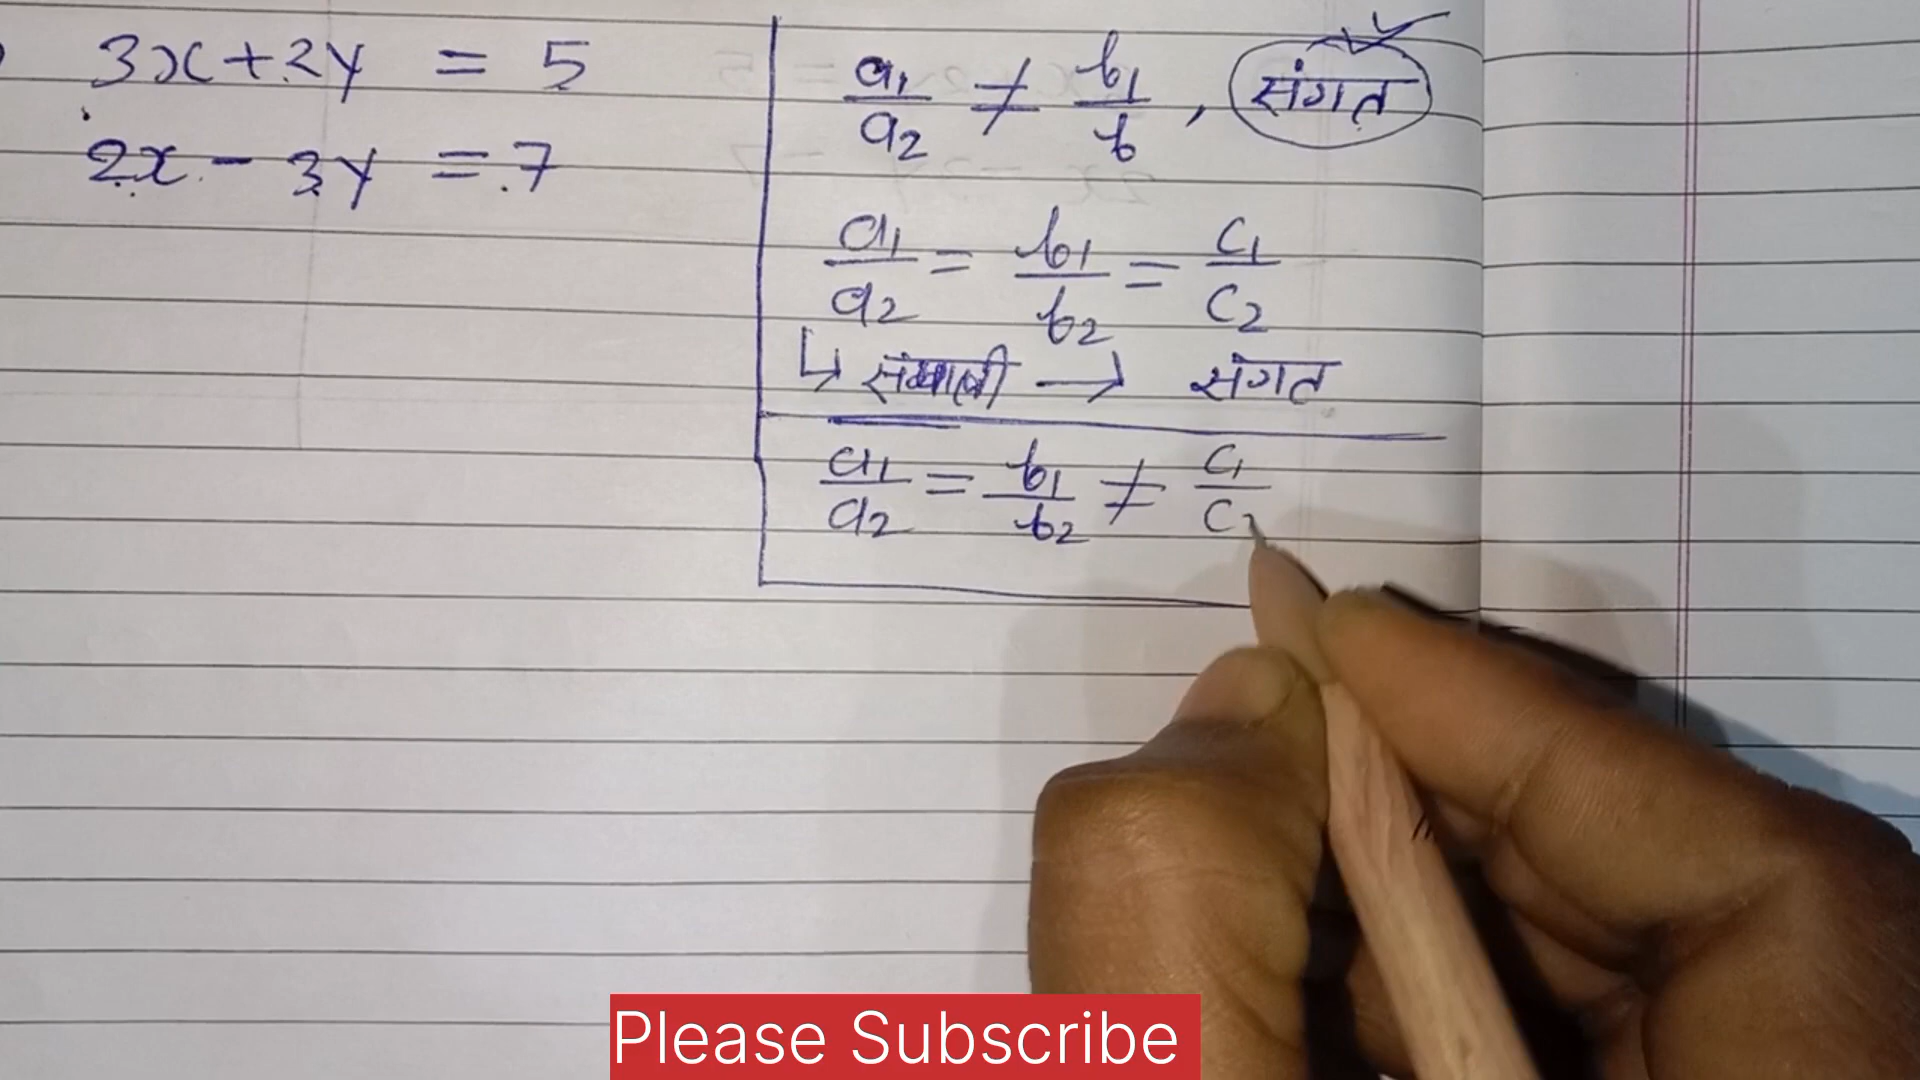 3x+2y = 5
2x - 3y = 7
a1/a2 ≠ b1/b, संगत
a1/a2 = b1/b2 = c1/c2
↳ → संगत
a1/a2 = b1/b2 ≠ c1/c2
Please Subscribe